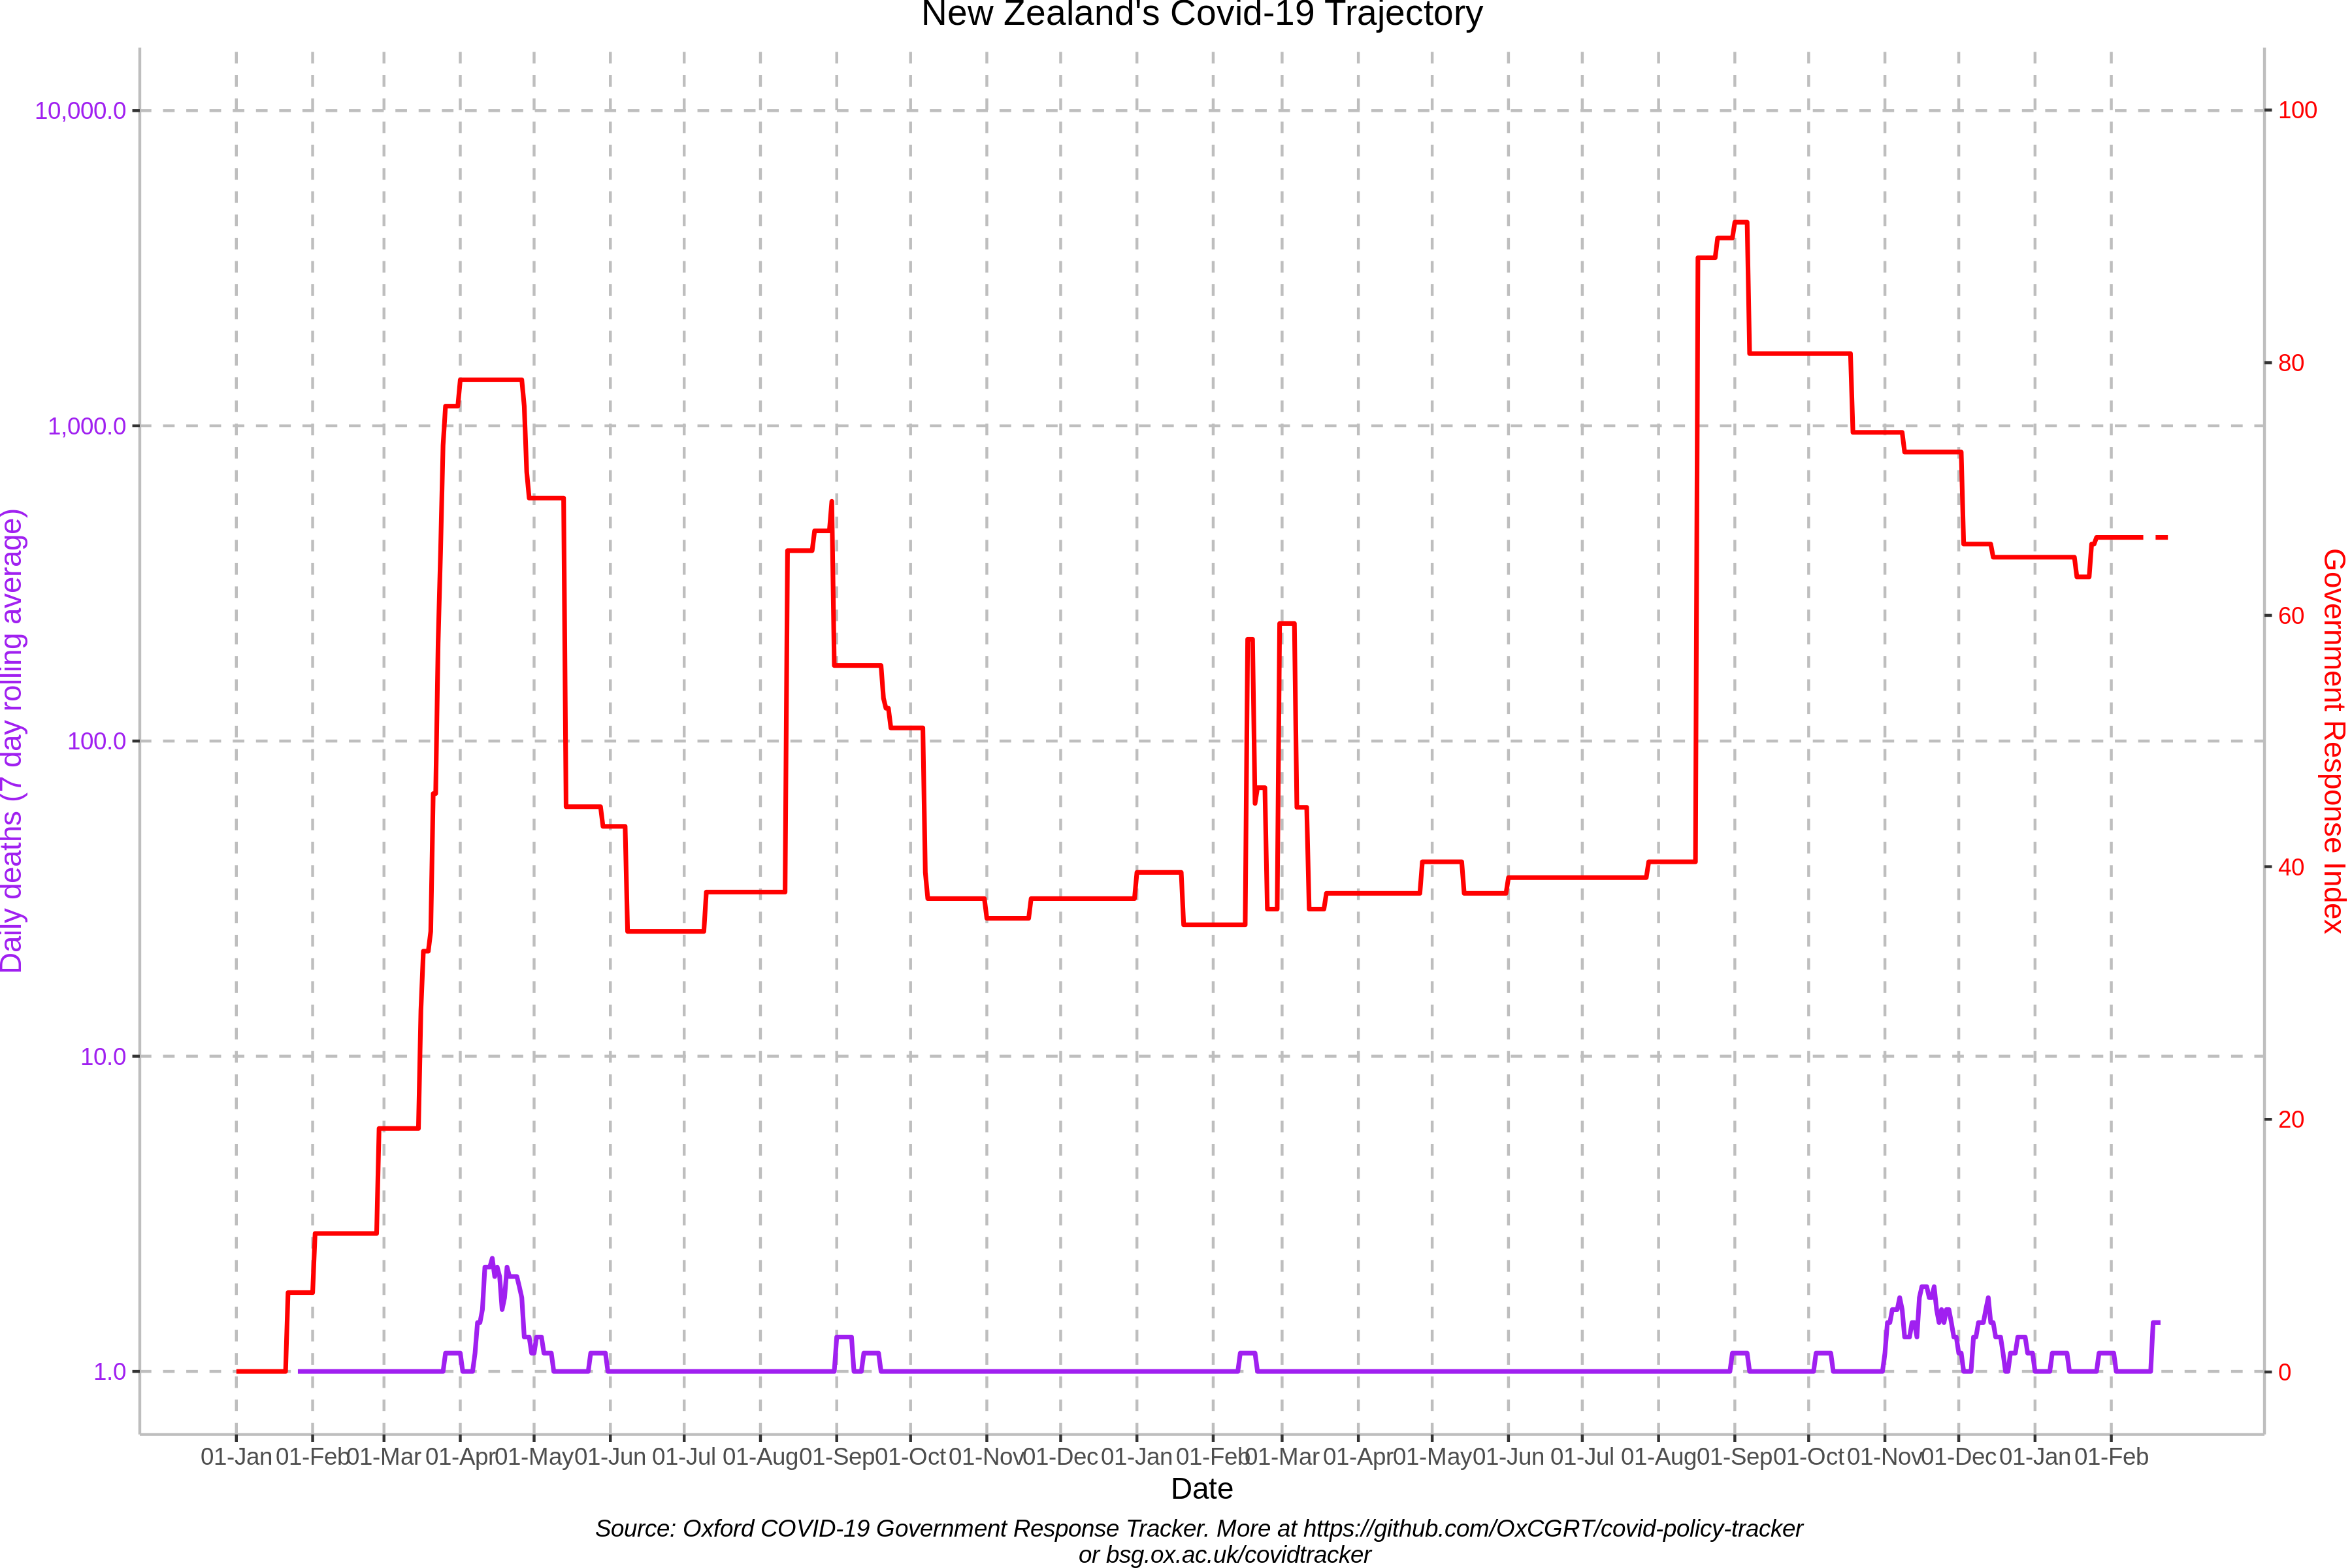 New Zealand's Covid-19 Trajectory
10,000.0
1,000.0
100.0
10.0
1.0
Daily deaths (7 day rolling average)
100
80
60
40
20
0
Government Response Index
01-Jan 01-Feb 01-Mar 01-Apr 01-May 01-Jun 01-Jul 01-Aug 01-Sep 01-Oct 01-Nov 01-Dec 01-Jan 01-Feb 01-Mar 01-Apr 01-May 01-Jun 01-Jul 01-Aug 01-Sep 01-Oct 01-Nov 01-Dec 01-Jan 01-Feb
Date
Source: Oxford COVID-19 Government Response Tracker. More at https://github.com/OxCGRT/covid-policy-tracker
or bsg.ox.ac.uk/covidtracker